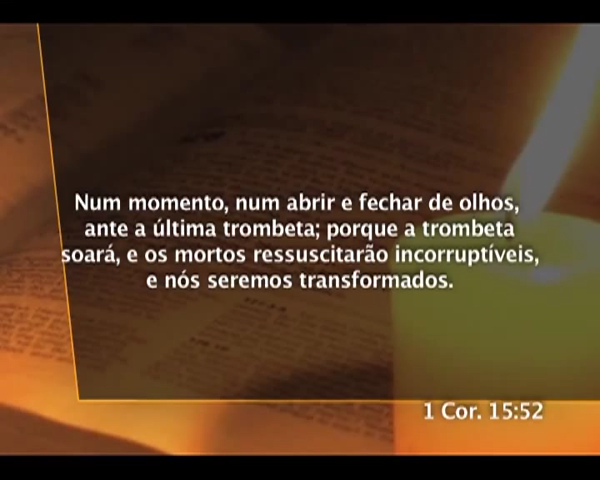 Num momento, num abrir e fechar de olhos,
ante a última trombeta; porque a trombeta
soará, e os mortos ressuscitarão incorruptíveis,
e nós seremos transformados.
1 Cor. 15:52